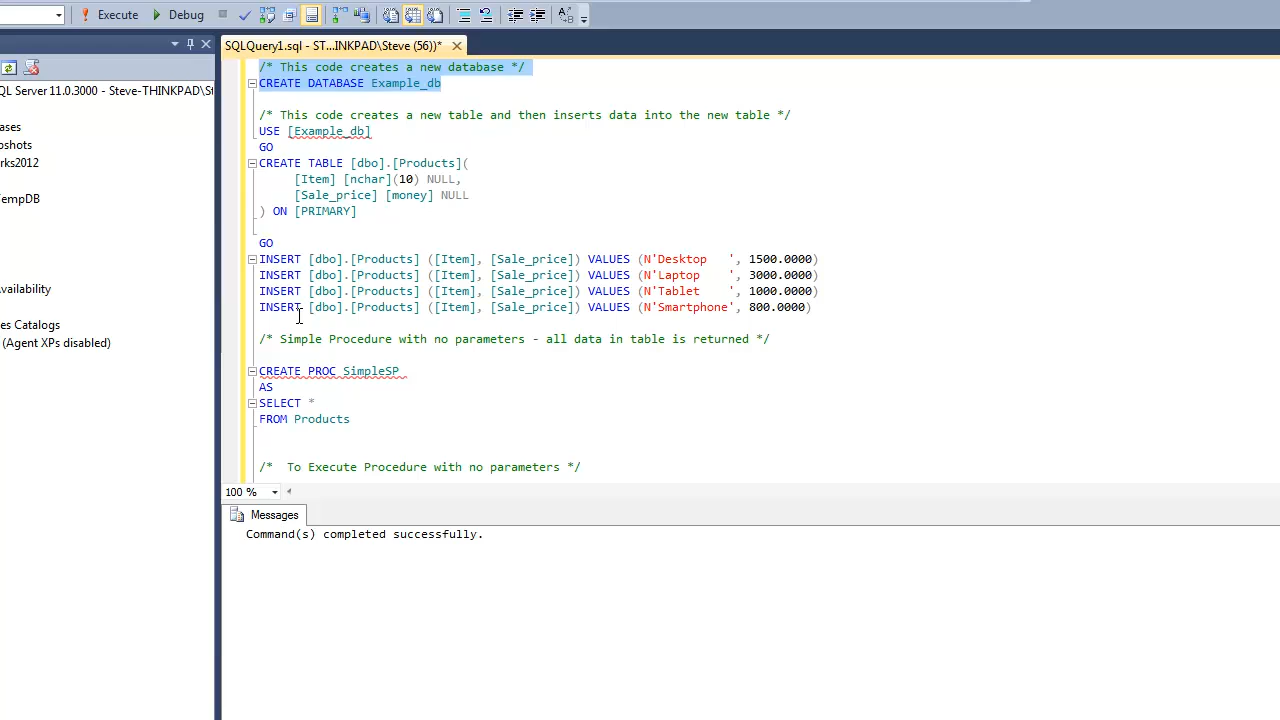 Execute Debug
SQLQuery1.sql - ST...INKPAD\Steve (56))*
QL Server 11.0.3000 - Steve-THINKPAD\St
ases
pshots
rks2012
TempDB
vailability
es Catalogs
(Agent XPs disabled)
/* This code creates a new database */
CREATE DATABASE Example_db
/* This code creates a new table and then inserts data into the new table */
USE [Example_db]
GO
CREATE TABLE [dbo].[Products](
[Item] [nchar](10) NULL,
[Sale_price] [money] NULL
) ON [PRIMARY]
GO
INSERT [dbo].[Products] ([Item], [Sale_price]) VALUES (N'Desktop   ', 1500.0000)
INSERT [dbo].[Products] ([Item], [Sale_price]) VALUES (N'Laptop    ', 3000.0000)
INSERT [dbo].[Products] ([Item], [Sale_price]) VALUES (N'Tablet    ', 1000.0000)
INSERT [dbo].[Products] ([Item], [Sale_price]) VALUES (N'Smartphone', 800.0000)
/* Simple Procedure with no parameters - all data in table is returned */
CREATE PROC SimpleSP
AS
SELECT *
FROM Products
/*  To Execute Procedure with no parameters */
100 %
Messages
Command(s) completed successfully.